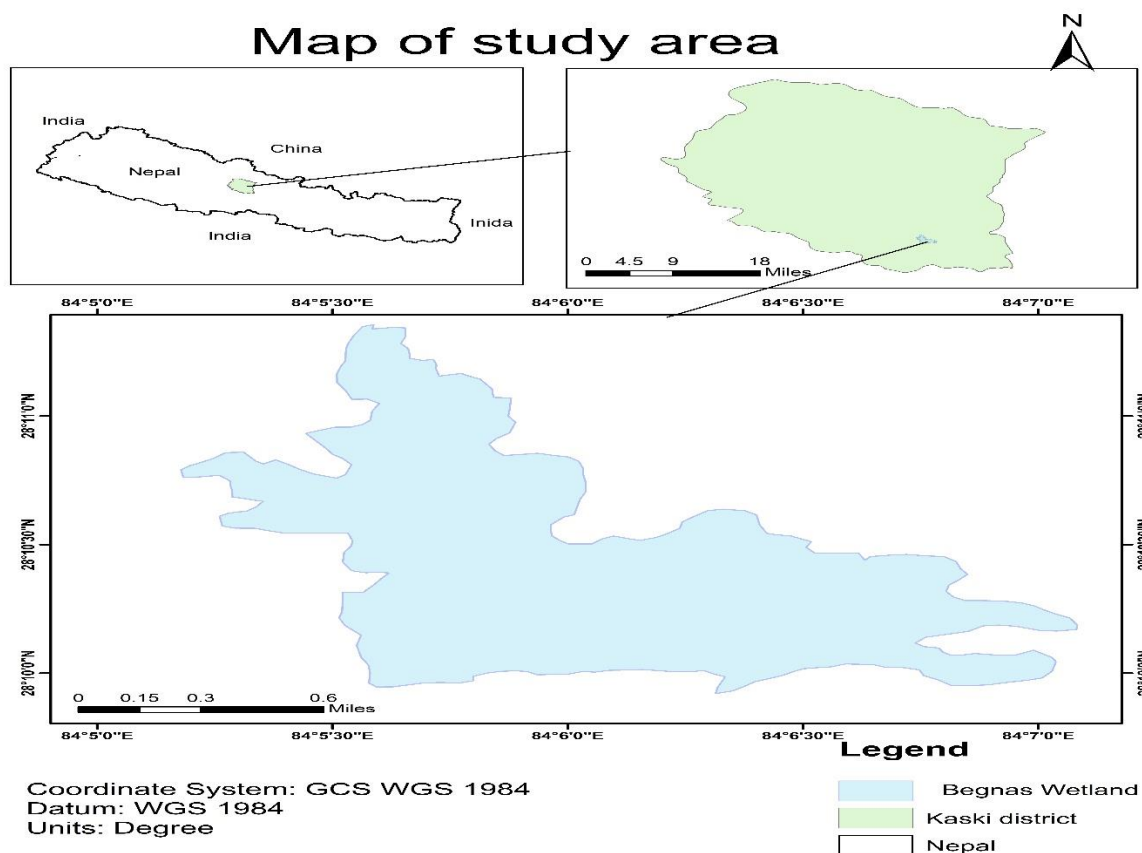 Map of study area
N
India
China
Nepal
Inida
India
0 4.5 9 18
Miles
84°5'0"E 84°5'30"E 84°6'0"E 84°6'30"E 84°7'0"E
28°11'0"N
28°10'30"N
28°10'0"N
0 0.15 0.3 0.6
Miles
84°5'0"E 84°5'30"E 84°6'0"E 84°6'30"E 84°7'0"E
Legend
Begnas Wetland
Kaski district
Nepal
Coordinate System: GCS WGS 1984
Datum: WGS 1984
Units: Degree